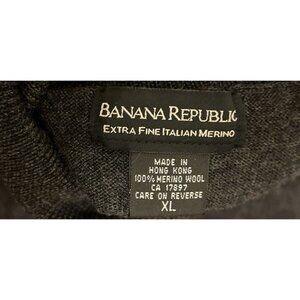 BANANA REPUBLIC
EXTRA FINE ITALIAN MERINO
MADE IN
HONG KONG
100% MERINO WOOL
CA 17897
CARE ON REVERSE
XL